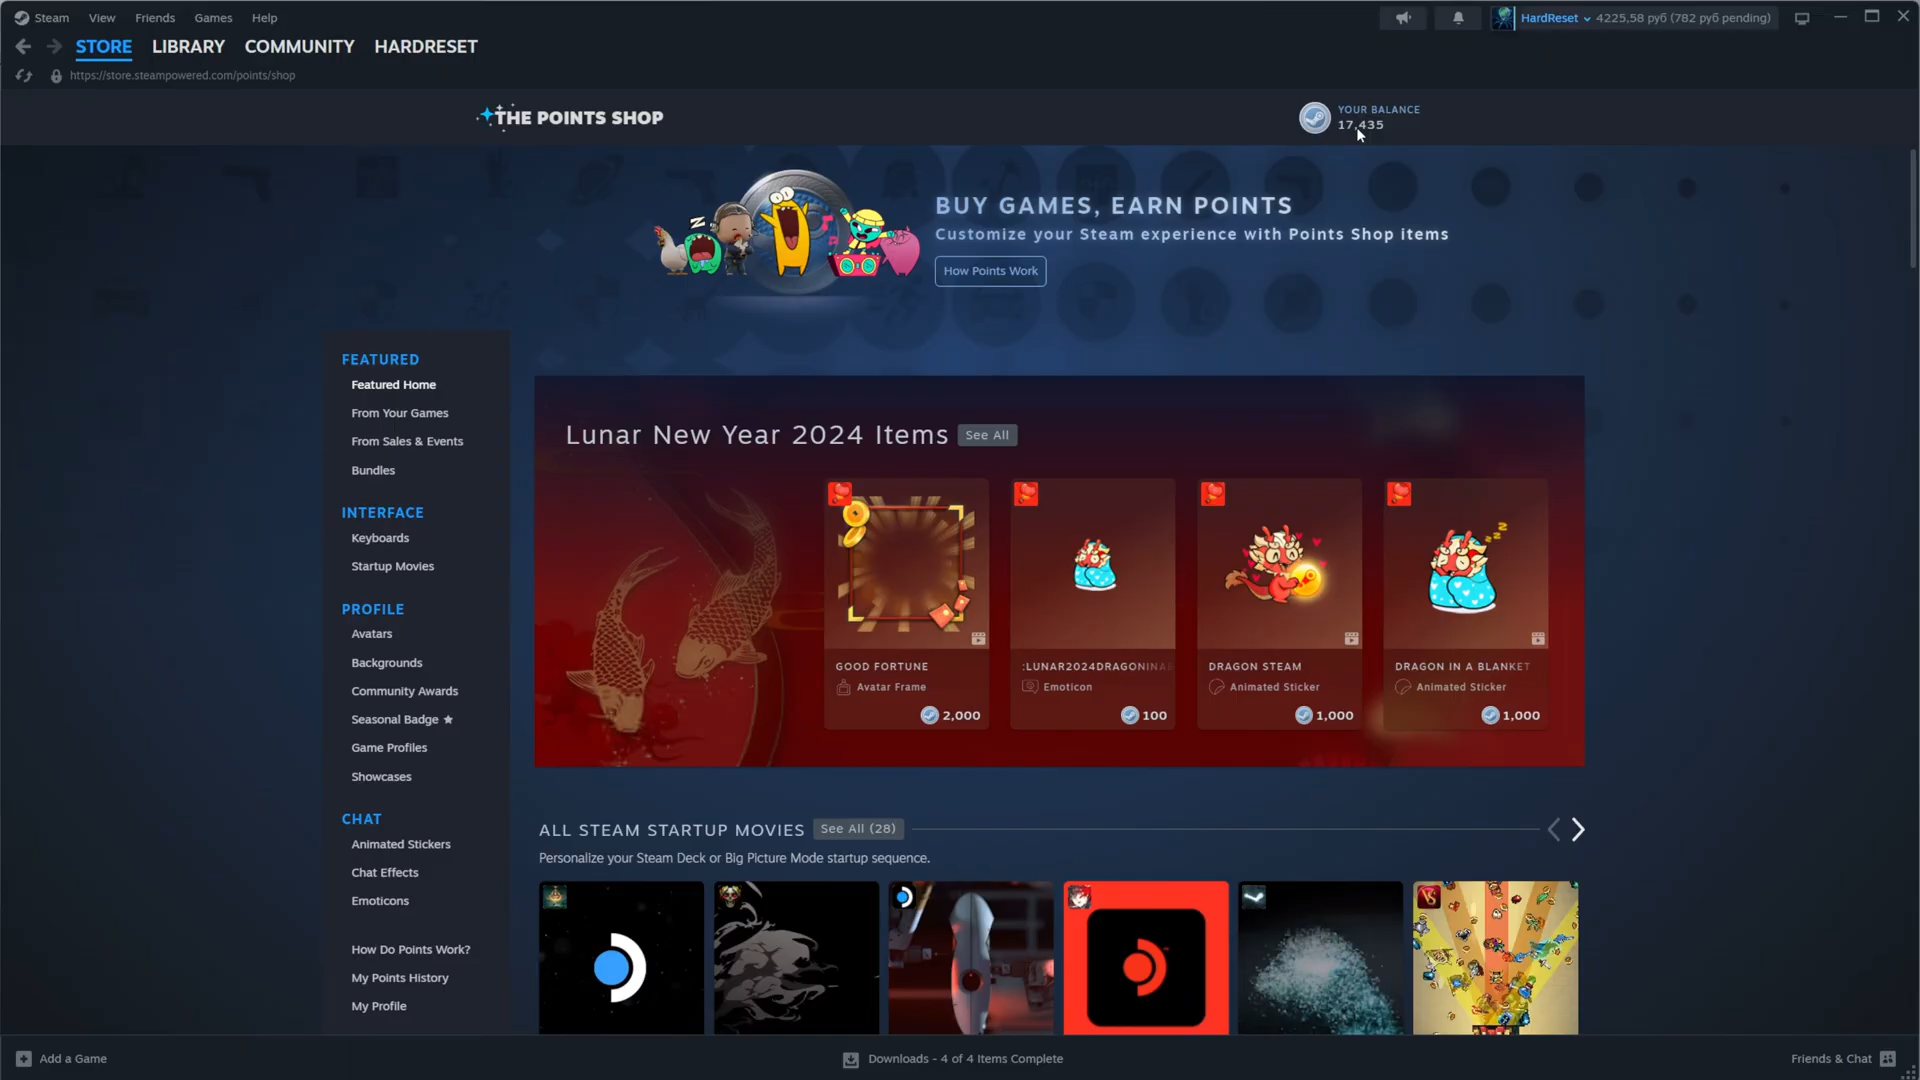 Steam View Friends Games Help
HardReset 4225,58 руб (782 руб pending)
STORE LIBRARY COMMUNITY HARDRESET
https://store.steampowered.com/points/shop
THE POINTS SHOP
YOUR BALANCE
17,435
BUY GAMES, EARN POINTS
Customize your Steam experience with Points Shop items
How Points Work
FEATURED
Featured Home
From Your Games
From Sales & Events
Bundles
INTERFACE
Keyboards
Startup Movies
PROFILE
Avatars
Backgrounds
Community Awards
Seasonal Badge
Game Profiles
Showcases
CHAT
Animated Stickers
Chat Effects
Emoticons
How Do Points Work?
My Points History
My Profile
Lunar New Year 2024 Items See All
GOOD FORTUNE
Avatar Frame
2,000
:LUNAR2024DRAGONINAB
Emoticon
100
DRAGON STEAM
Animated Sticker
1,000
DRAGON IN A BLANKET
Animated Sticker
1,000
ALL STEAM STARTUP MOVIES See All (28)
Personalize your Steam Deck or Big Picture Mode startup sequence.
Add a Game
Downloads - 4 of 4 Items Complete
Friends & Chat